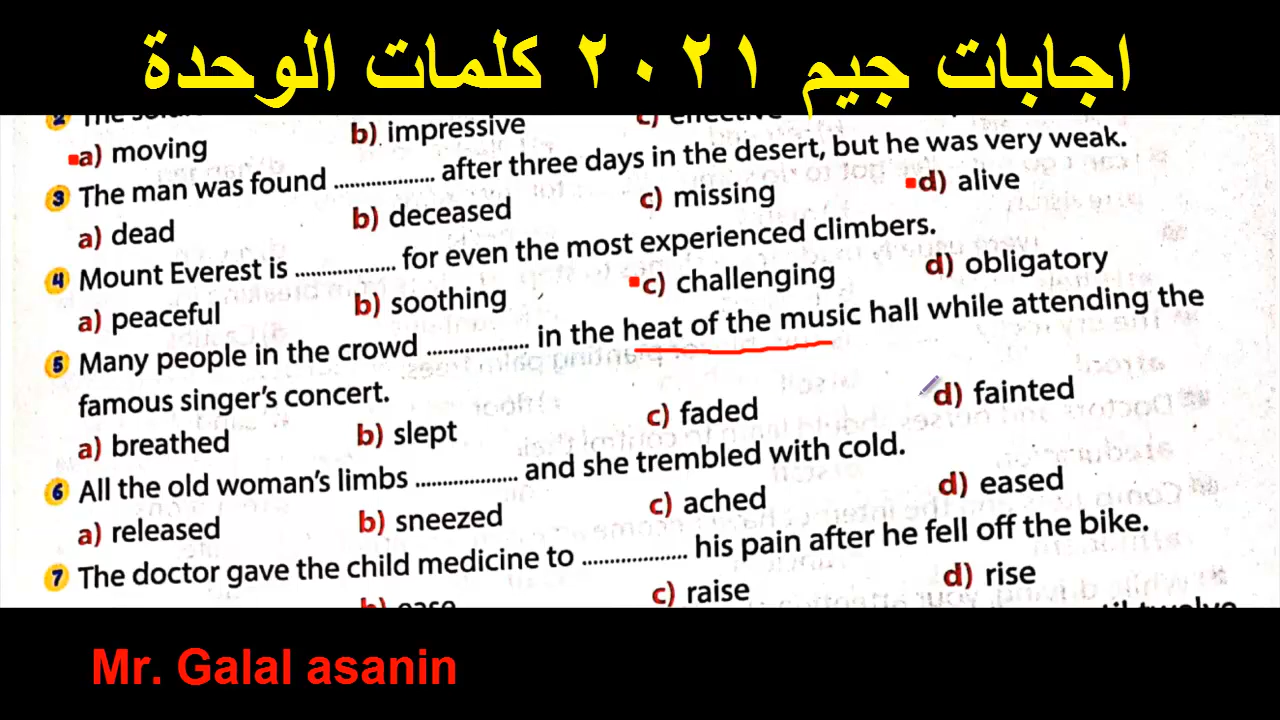 اجابات جيم ٢٠٢١ كلمات الوحدة
2 The
a) moving b) impressive c) effective
3 The man was found .................... after three days in the desert, but he was very weak.
a) dead b) deceased c) missing d) alive
4 Mount Everest is .................... for even the most experienced climbers.
a) peaceful b) soothing c) challenging d) obligatory
5 Many people in the crowd .................... in the heat of the music hall while attending the
famous singer's concert.
a) breathed b) slept c) faded d) fainted
6 All the old woman's limbs .................... and she trembled with cold.
a) released b) sneezed c) ached d) eased
7 The doctor gave the child medicine to .................... his pain after he fell off the bike.
b) ease c) raise d) rise
twelve
Mr. Galal asanin